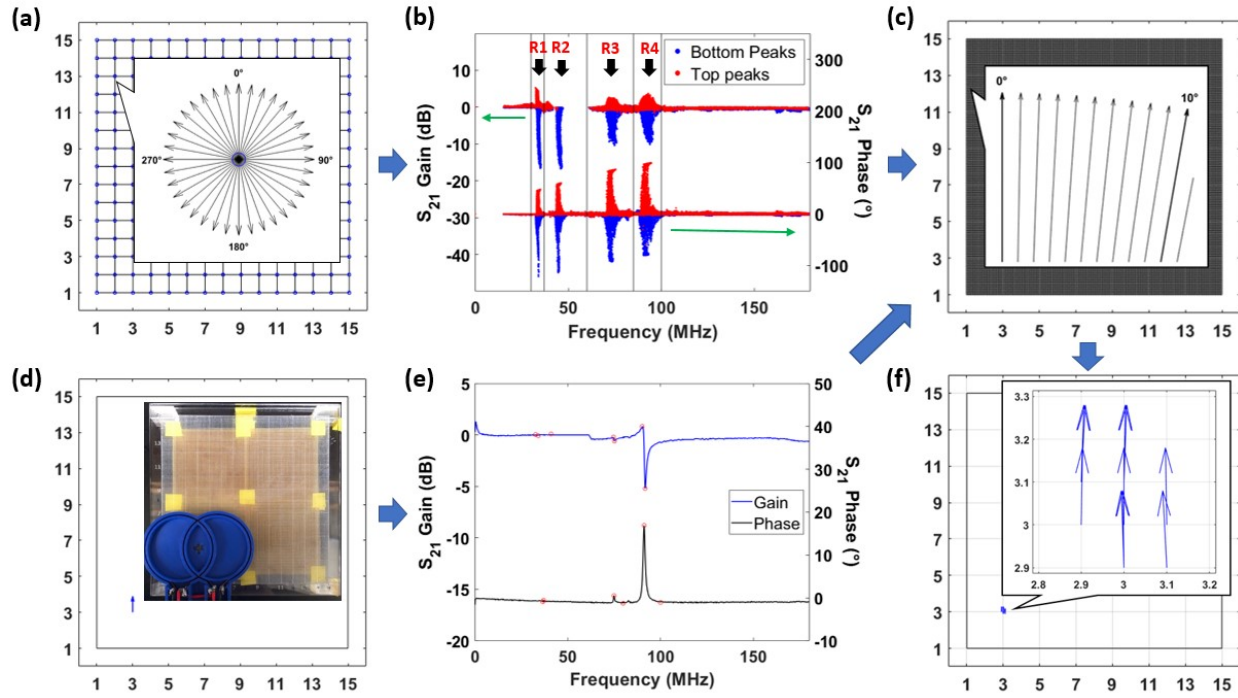 (a)
15
13
11
9
7
5
3
1
1 3 5 7 9 11 13 15
0°
270°
90°
180°
(b)
R1 R2 R3 R4
Bottom Peaks
Top peaks
S21 Gain (dB)
10
0
-10
-20
-30
-40
300
200
100
0
-100
S21 Phase (°)
0 50 100 150
Frequency (MHz)
(c)
15
13
11
9
7
5
3
1
1 3 5 7 9 11 13 15
0°
10°
(d)
15
13
11
9
7
5
3
1
1 3 5 7 9 11 13 15
(e)
S21 Gain (dB)
5
0
-5
-10
-15
-20
Gain
Phase
50
40
30
20
10
0
-10
S21 Phase (°)
0 50 100 150
Frequency (MHz)
(f)
15
13
11
9
7
5
3
1
1 3 5 7 9 11 13 15
3.3
3.2
3.1
3
2.9
2.8 2.9 3 3.1 3.2